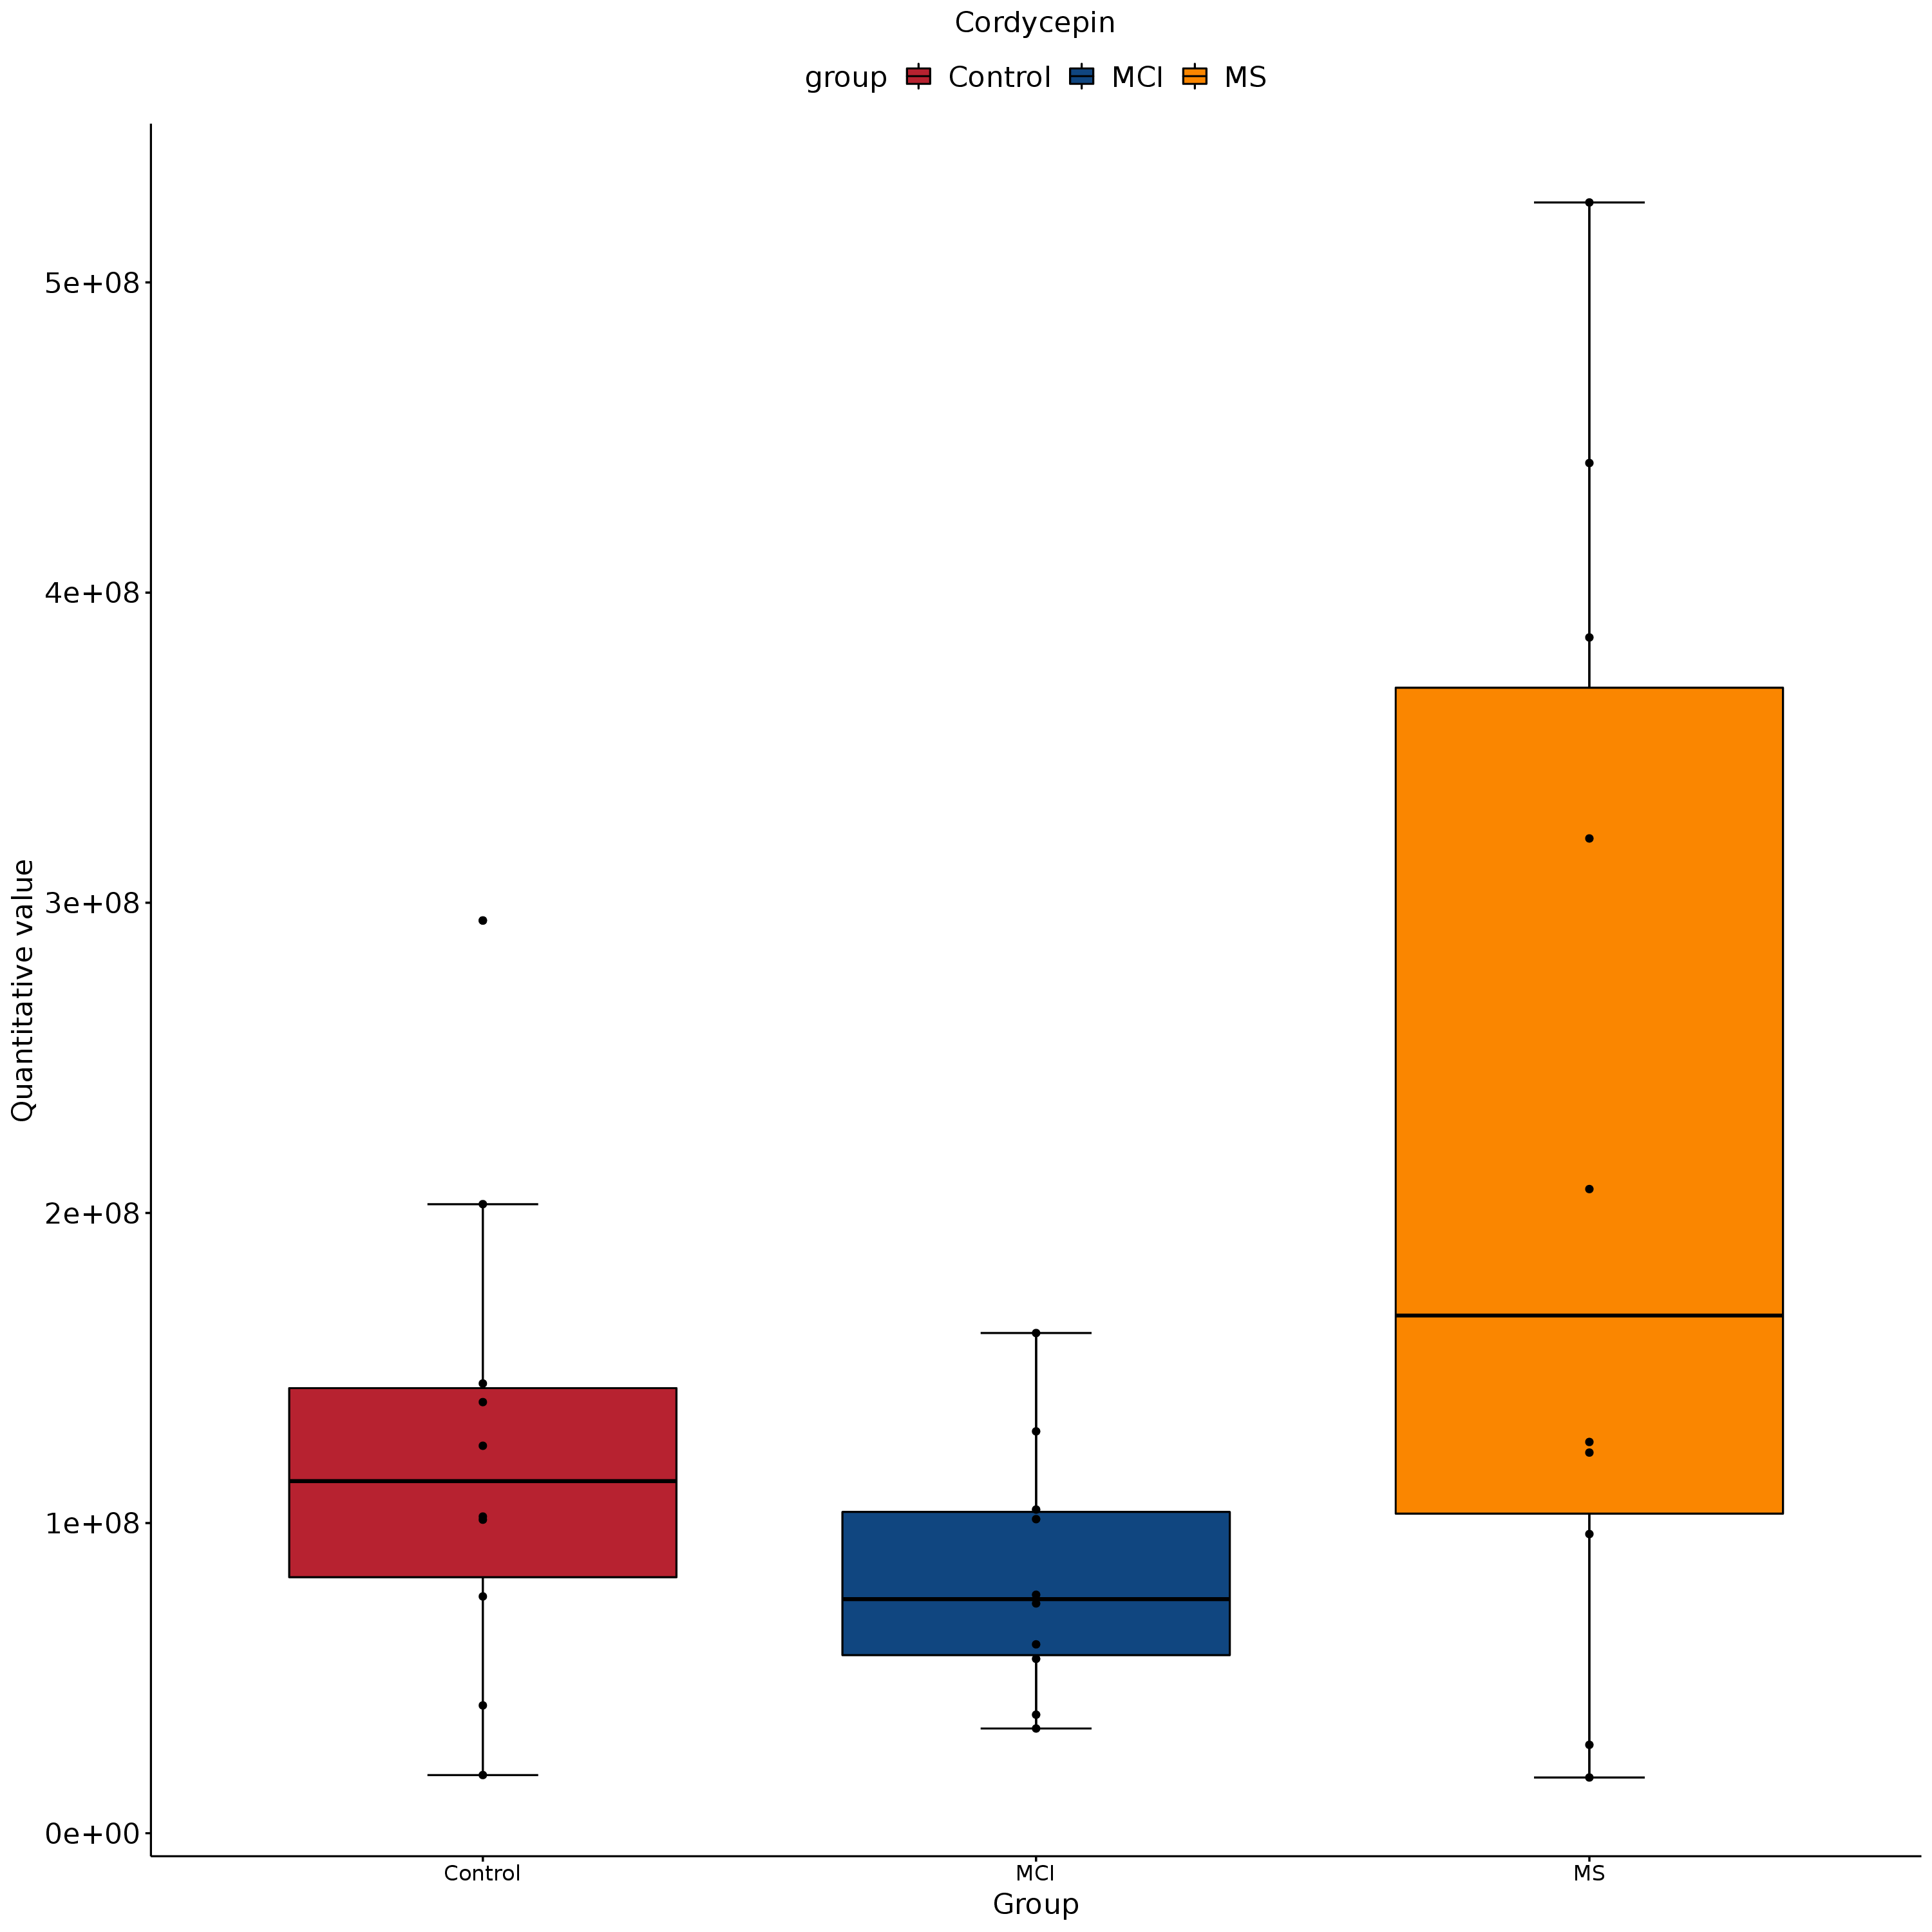 Cordycepin
group Control MCI MS
5e+08
4e+08
3e+08
2e+08
1e+08
0e+00
Quantitative value
Control MCI MS
Group